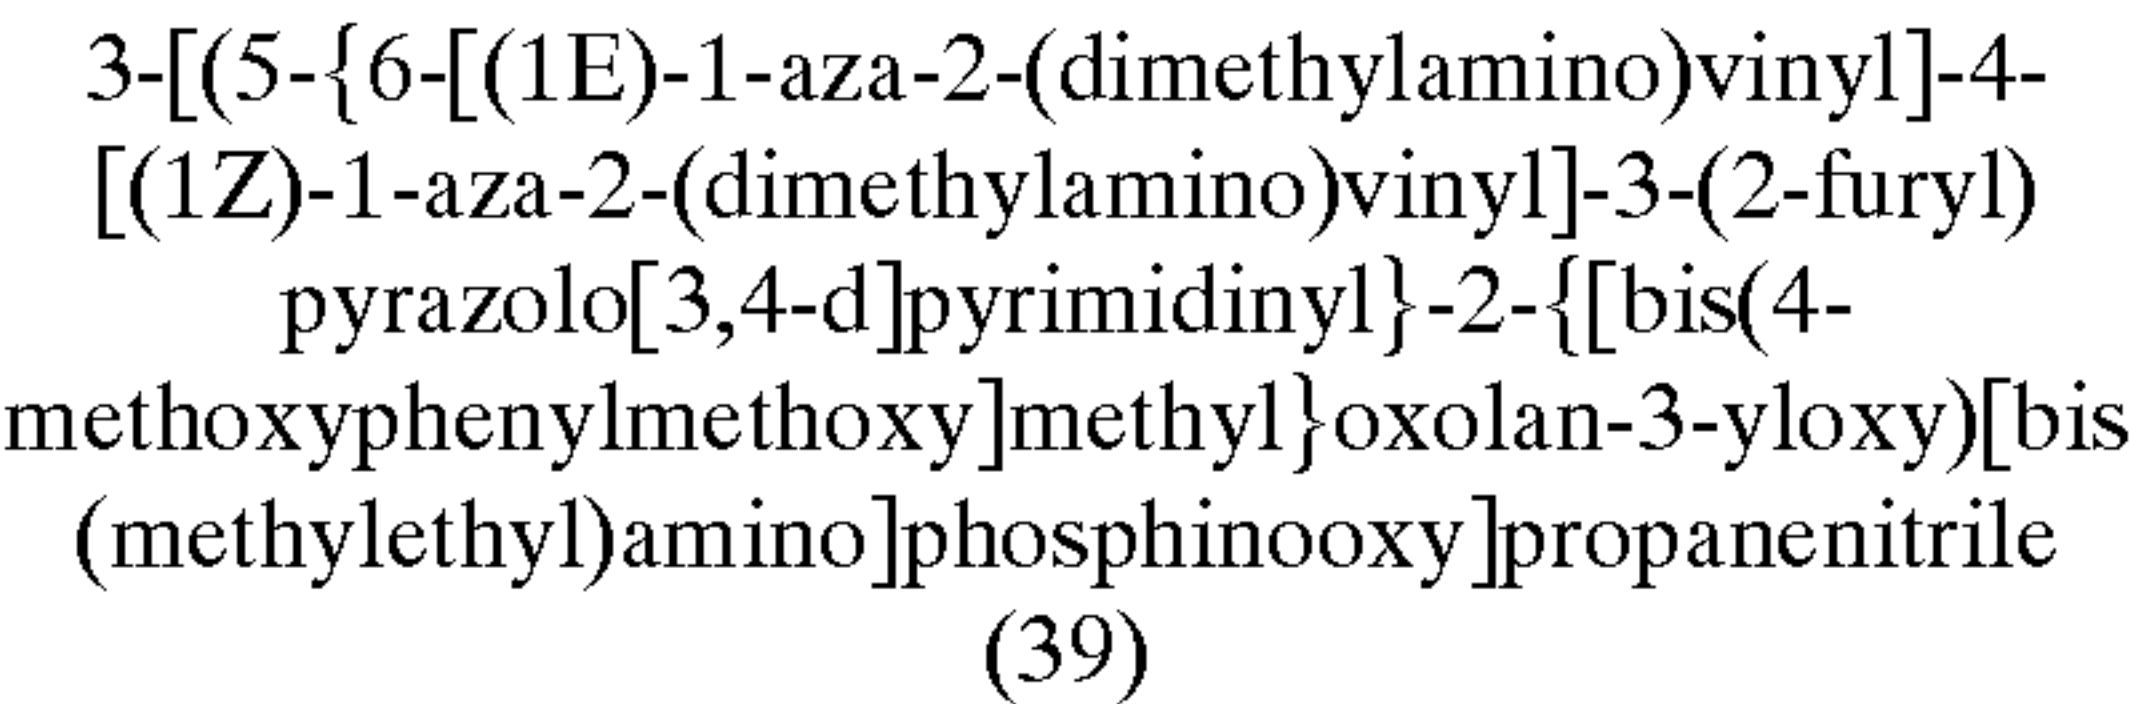 3-[(5-{6-[(1E)-1-aza-2-(dimethylamino)vinyl]-4-
[(1Z)-1-aza-2-(dimethylamino)vinyl]-3-(2-furyl)
pyrazolo[3,4-d]pyrimidinyl}-2-{[bis(4-
methoxyphenylmethoxy]methyl}oxolan-3-yloxy)[bis
(methylethyl)amino]phosphinooxy]propanenitrile
(39)